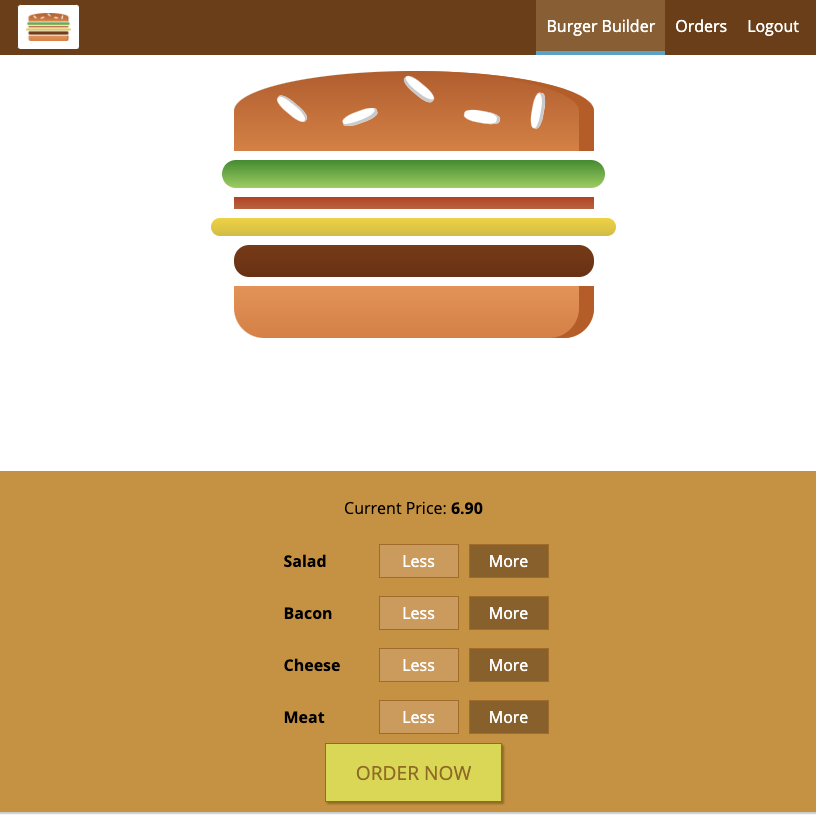 Burger Builder Orders Logout
Current Price: 6.90
Salad Less More
Bacon Less More
Cheese Less More
Meat Less More
ORDER NOW